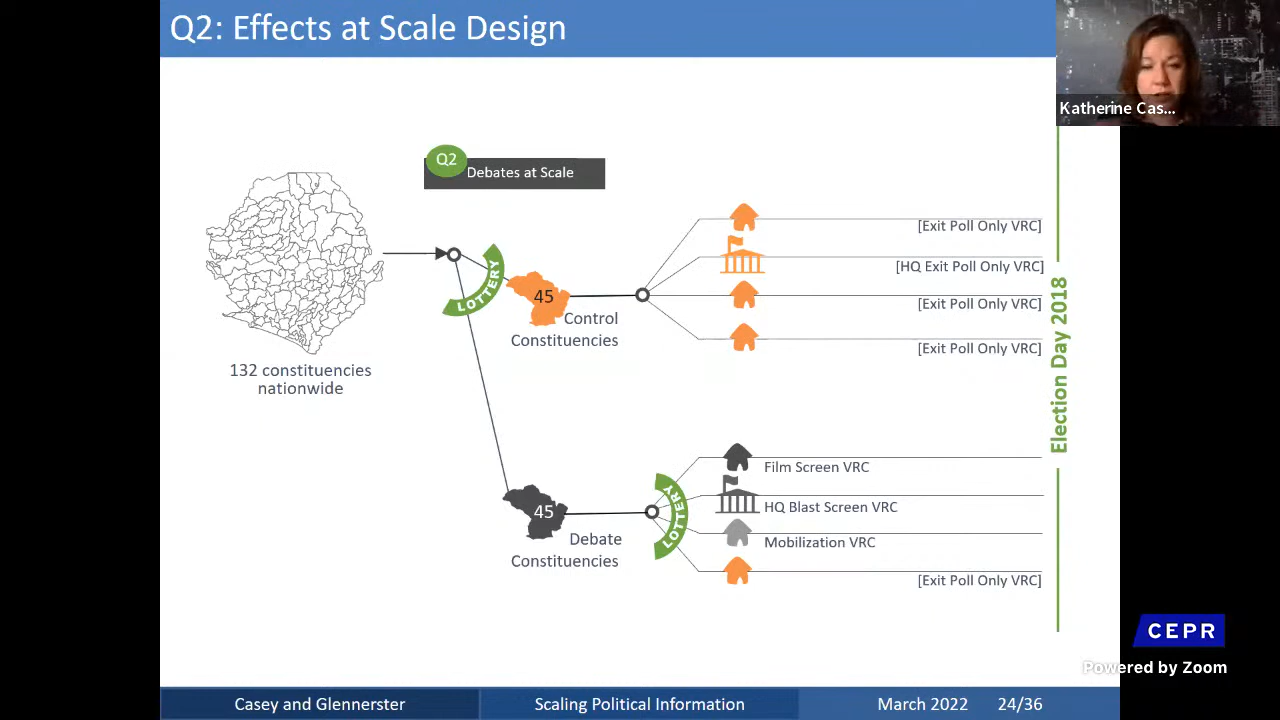 Q2: Effects at Scale Design
Katherine Cas...
Q2
Debates at Scale
132 constituencies
nationwide
LOTTERY
45
Control
Constituencies
[Exit Poll Only VRC]
[HQ Exit Poll Only VRC]
[Exit Poll Only VRC]
[Exit Poll Only VRC]
Election Day 2018
45
Debate
Constituencies
LOTTERY
Film Screen VRC
HQ Blast Screen VRC
Mobilization VRC
[Exit Poll Only VRC]
CEPR
Powered by Zoom
Casey and Glennerster
Scaling Political Information
March 2022
24/36